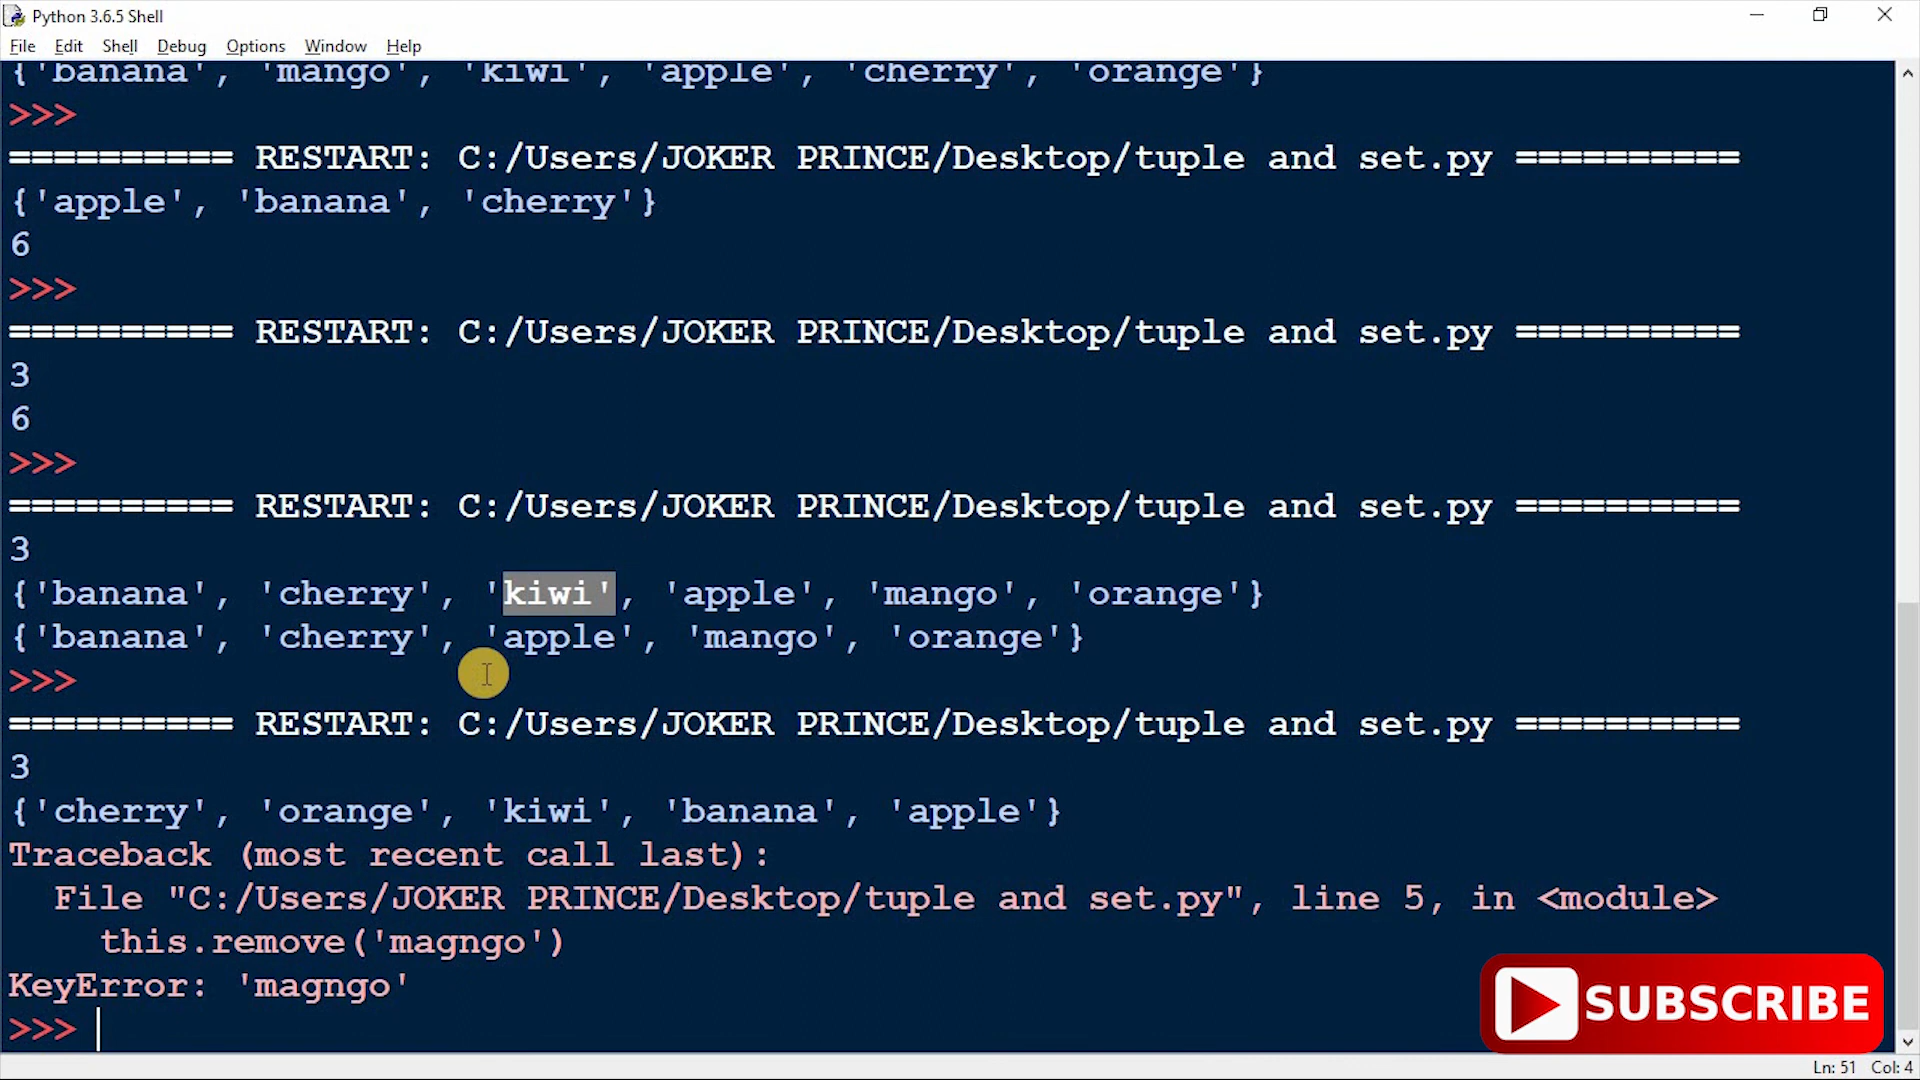 Python 3.6.5 Shell
File Edit Shell Debug Options Window Help
{'banana', 'mango', 'kiwi', 'apple', 'cherry', 'orange'}
>>>
========== RESTART: C:/Users/JOKER PRINCE/Desktop/tuple and set.py ==========
{'apple', 'banana', 'cherry'}
6
>>>
========== RESTART: C:/Users/JOKER PRINCE/Desktop/tuple and set.py ==========
3
6
>>>
========== RESTART: C:/Users/JOKER PRINCE/Desktop/tuple and set.py ==========
3
{'banana', 'cherry', 'kiwi', 'apple', 'mango', 'orange'}
{'banana', 'cherry', 'apple', 'mango', 'orange'}
>>>
========== RESTART: C:/Users/JOKER PRINCE/Desktop/tuple and set.py ==========
3
{'cherry', 'orange', 'kiwi', 'banana', 'apple'}
Traceback (most recent call last):
  File "C:/Users/JOKER PRINCE/Desktop/tuple and set.py", line 5, in <module>
    this.remove('magngo')
KeyError: 'magngo'
>>>
SUBSCRIBE
Ln: 51 Col: 4